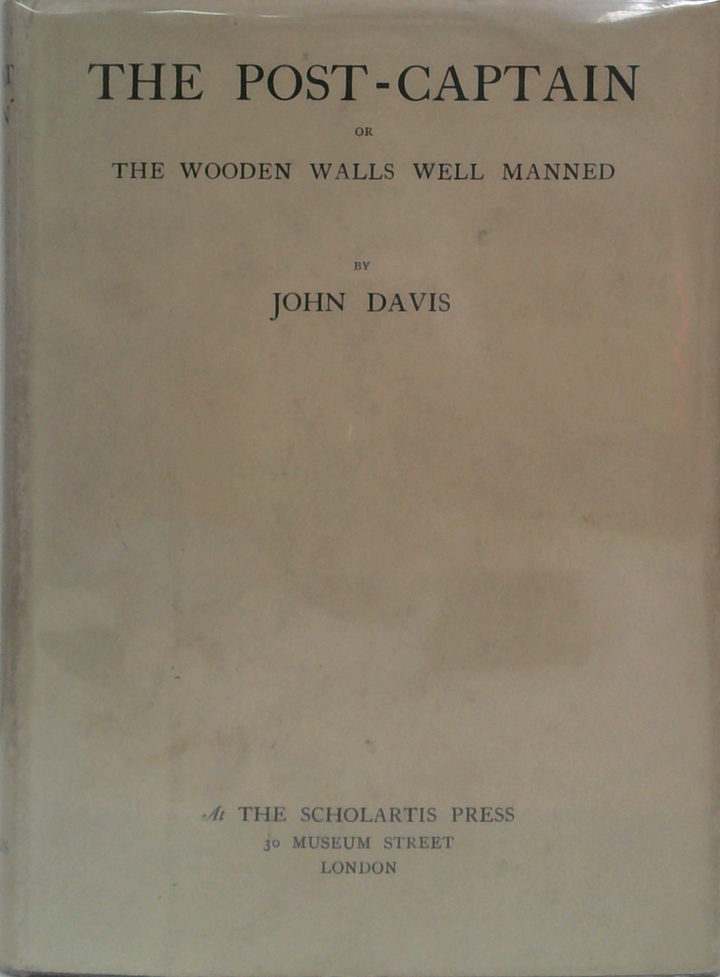 THE POST-CAPTAIN
OR
THE WOODEN WALLS WELL MANNED
BY
JOHN DAVIS
At THE SCHOLARTIS PRESS
30 MUSEUM STREET
LONDON